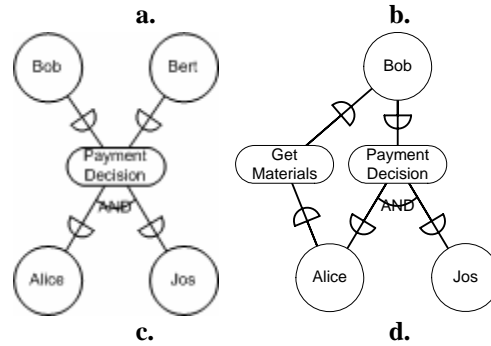 a.
b.
Bob
Bert
Payment
Decision
AND
Alice
Jos
Bob
Get
Materials
Payment
Decision
AND
Alice
Jos
c.
d.